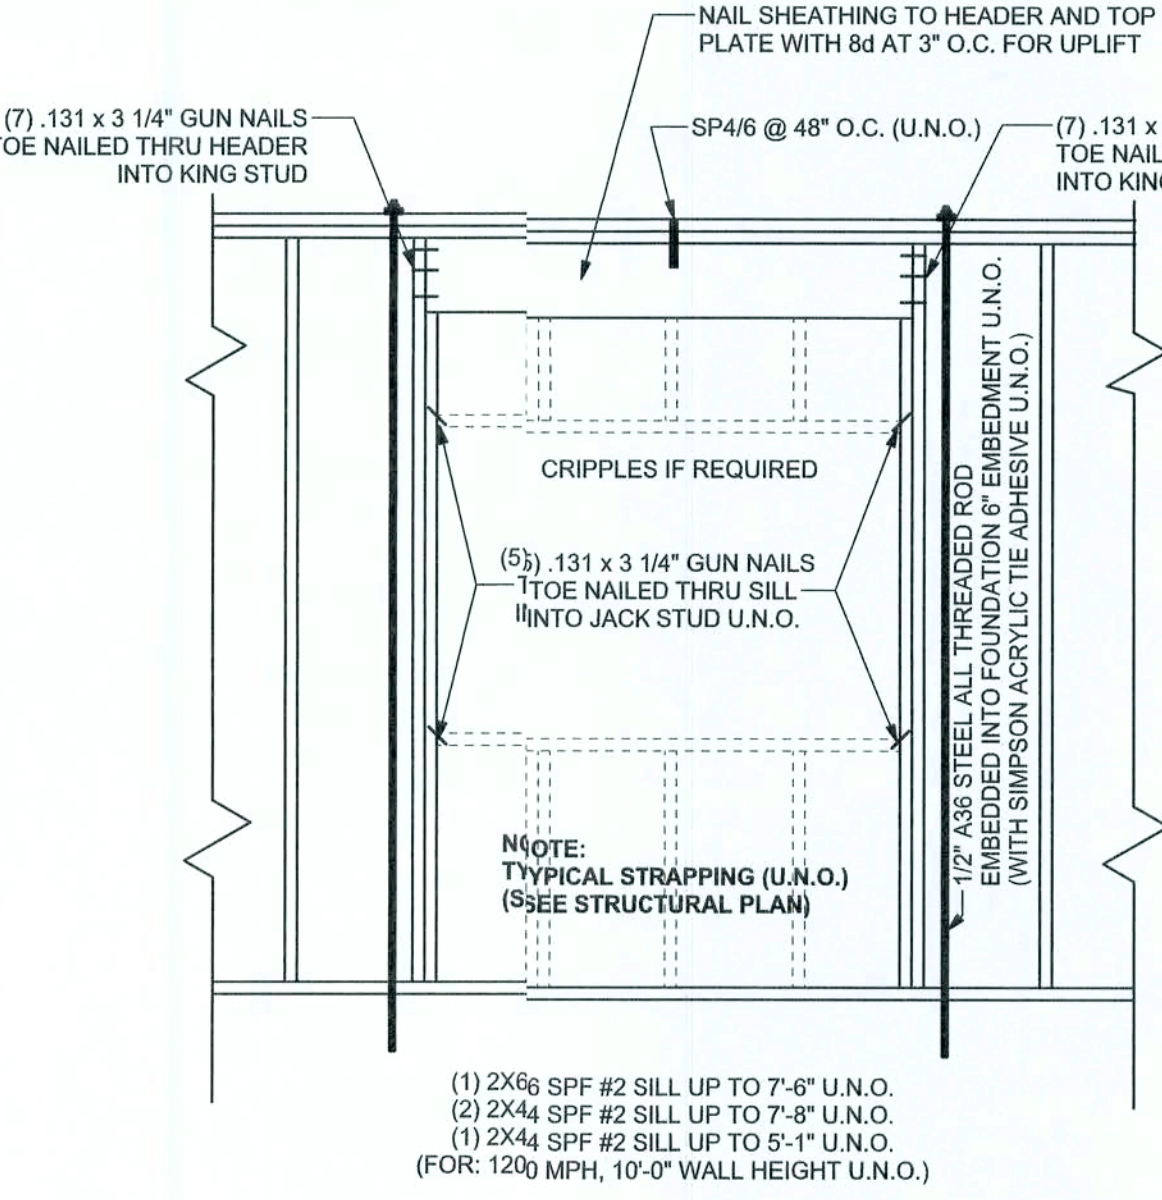 NAIL SHEATHING TO HEADER AND TOP
PLATE WITH 8d AT 3" O.C. FOR UPLIFT
(7) .131 x 3 1/4" GUN NAILS
TOE NAILED THRU HEADER
INTO KING STUD
SP4/6 @ 48" O.C. (U.N.O.)
(7) .131 x
TOE NAIL
INTO KING
CRIPPLES IF REQUIRED
(5) .131 x 3 1/4" GUN NAILS
TOE NAILED THRU SILL
INTO JACK STUD U.N.O.
1/2" A36 STEEL ALL THREADED ROD
EMBEDDED INTO FOUNDATION 6" EMBEDMENT U.N.O.
(WITH SIMPSON ACRYLIC TIE ADHESIVE U.N.O.)
NOTE:
TYPICAL STRAPPING (U.N.O.)
(SEE STRUCTURAL PLAN)
(1) 2X6 SPF #2 SILL UP TO 7'-6" U.N.O.
(2) 2X4 SPF #2 SILL UP TO 7'-8" U.N.O.
(1) 2X4 SPF #2 SILL UP TO 5'-1" U.N.O.
(FOR: 120 MPH, 10'-0" WALL HEIGHT U.N.O.)